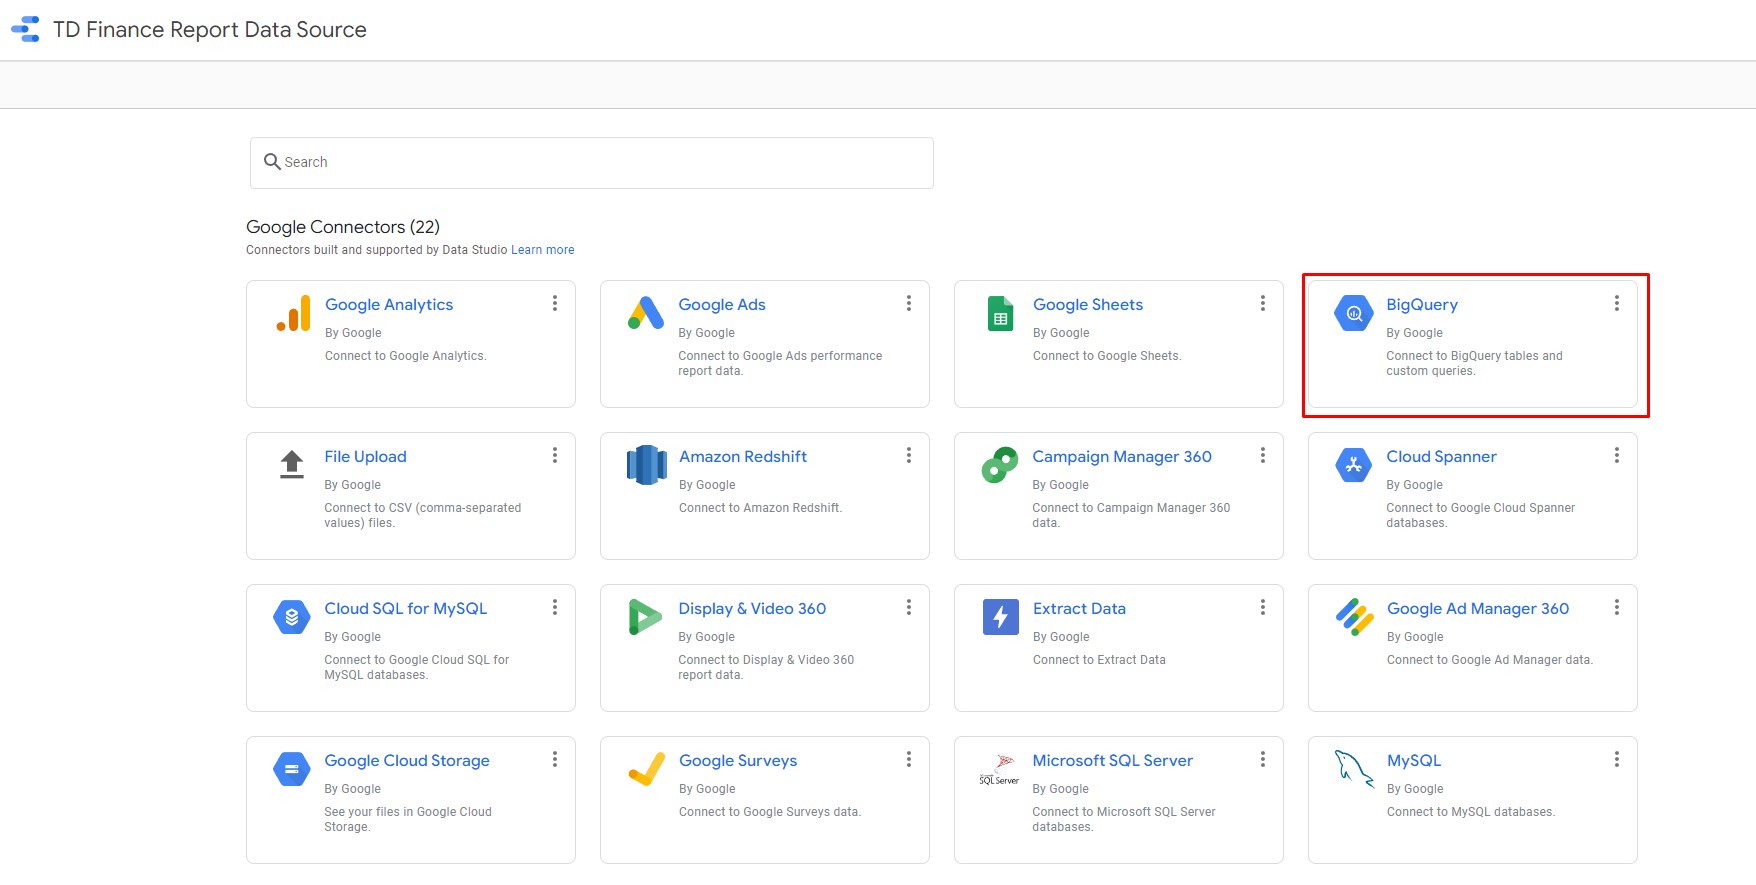 TD Finance Report Data Source
Search
Google Connectors (22)
Connectors built and supported by Data Studio Learn more
Google Analytics
By Google
Connect to Google Analytics.
Google Ads
By Google
Connect to Google Ads performance
report data.
Google Sheets
By Google
Connect to Google Sheets.
BigQuery
By Google
Connect to BigQuery tables and
custom queries.
File Upload
By Google
Connect to CSV (comma-separated
values) files.
Amazon Redshift
By Google
Connect to Amazon Redshift.
Campaign Manager 360
By Google
Connect to Campaign Manager 360
data.
Cloud Spanner
By Google
Connect to Google Cloud Spanner
databases.
Cloud SQL for MySQL
By Google
Connect to Google Cloud SQL for
MySQL databases.
Display & Video 360
By Google
Connect to Display & Video 360
report data.
Extract Data
By Google
Connect to Extract Data
Google Ad Manager 360
By Google
Connect to Google Ad Manager data.
Google Cloud Storage
By Google
See your files in Google Cloud
Storage.
Google Surveys
By Google
Connect to Google Surveys data.
SQL Server
Microsoft SQL Server
By Google
Connect to Microsoft SQL Server
databases.
MySQL
By Google
Connect to MySQL databases.